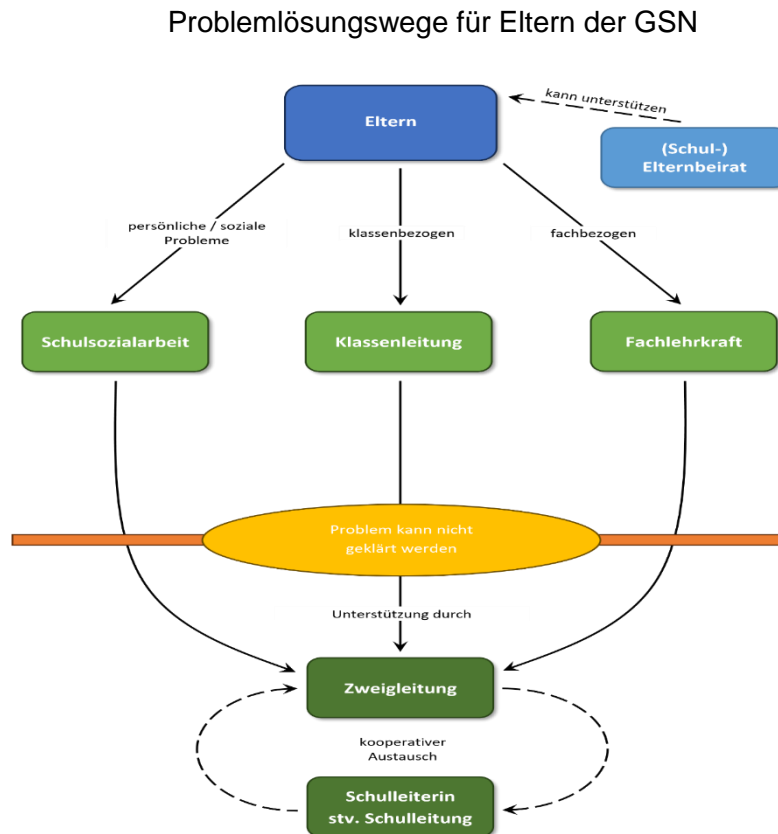 Problemlösungswege für Eltern der GSN
kann unterstützen
Eltern
(Schul-)
Elternbeirat
persönliche / soziale
Probleme
klassenbezogen
fachbezogen
Schulsozialarbeit
Klassenleitung
Fachlehrkraft
Problem kann nicht
geklärt werden
Unterstützung durch
Zweigleitung
kooperativer
Austausch
Schulleiterin
stv. Schulleitung